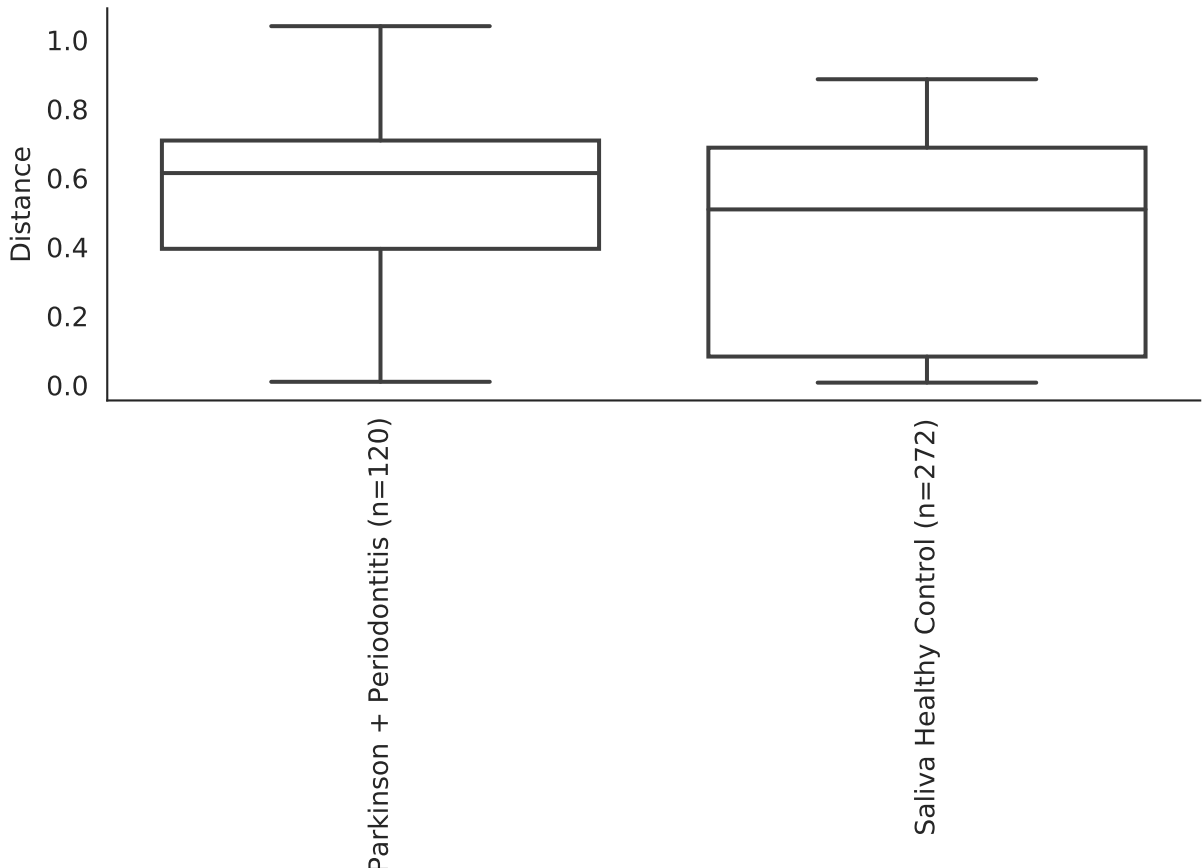 1.0
0.8
0.6
0.4
0.2
0.0
Distance
Parkinson + Periodontitis (n=120)
Saliva Healthy Control (n=272)